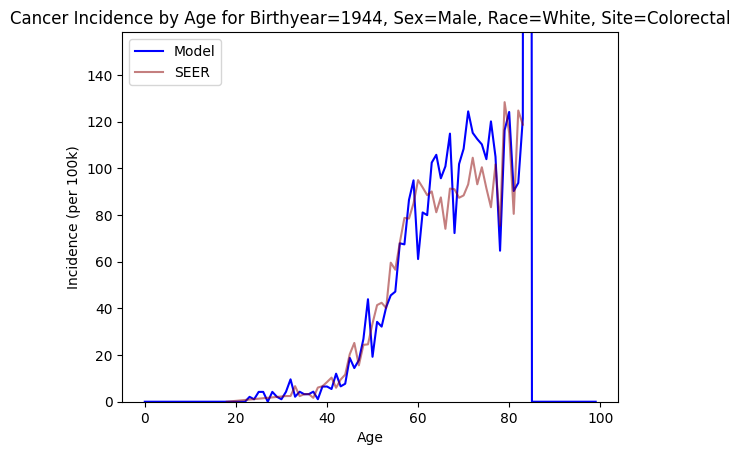 Cancer Incidence by Age for Birthyear=1944, Sex=Male, Race=White, Site=Colorectal
Model
SEER
Incidence (per 100k)
140
120
100
80
60
40
20
0
0 20 40 60 80 100
Age